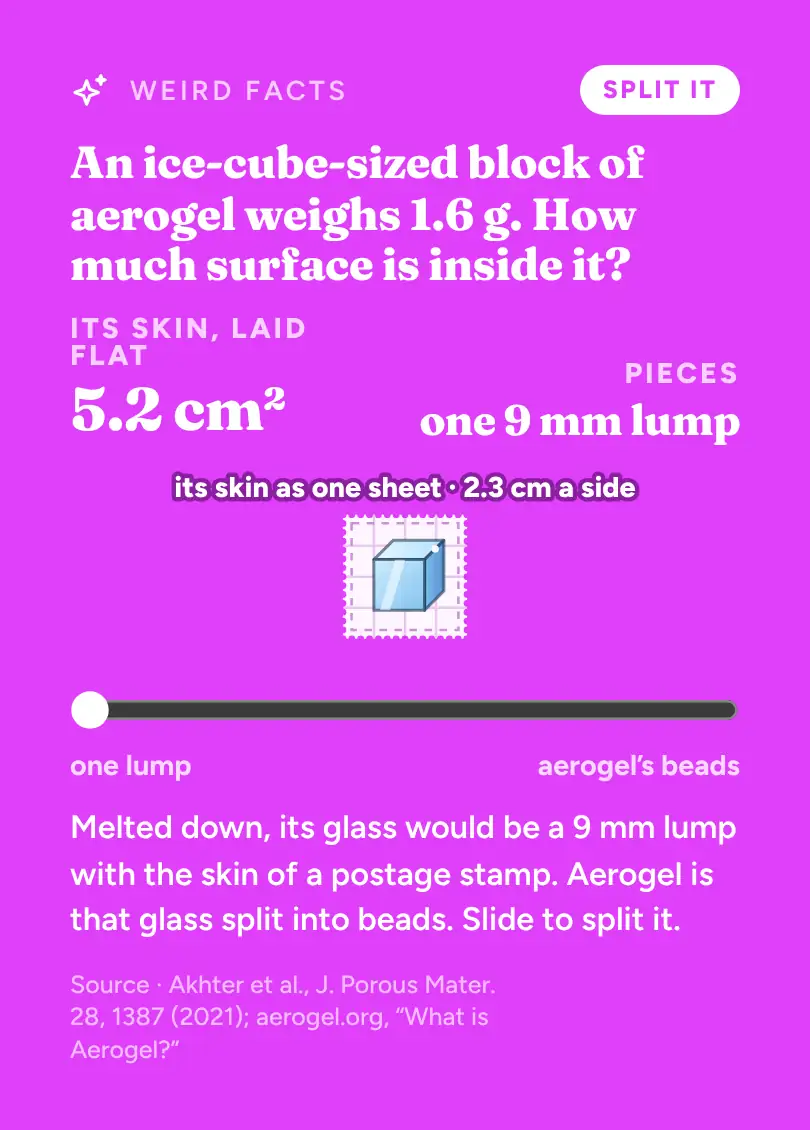 WEIRD FACTS
SPLIT IT
An ice-cube-sized block of
aerogel weighs 1.6 g. How
much surface is inside it?
ITS SKIN, LAID
FLAT
5.2 cm²
PIECES
one 9 mm lump
its skin as one sheet · 2.3 cm a side
one lump
aerogel’s beads
Melted down, its glass would be a 9 mm lump
with the skin of a postage stamp. Aerogel is
that glass split into beads. Slide to split it.
Source · Akhter et al., J. Porous Mater.
28, 1387 (2021); aerogel.org, “What is
Aerogel?”